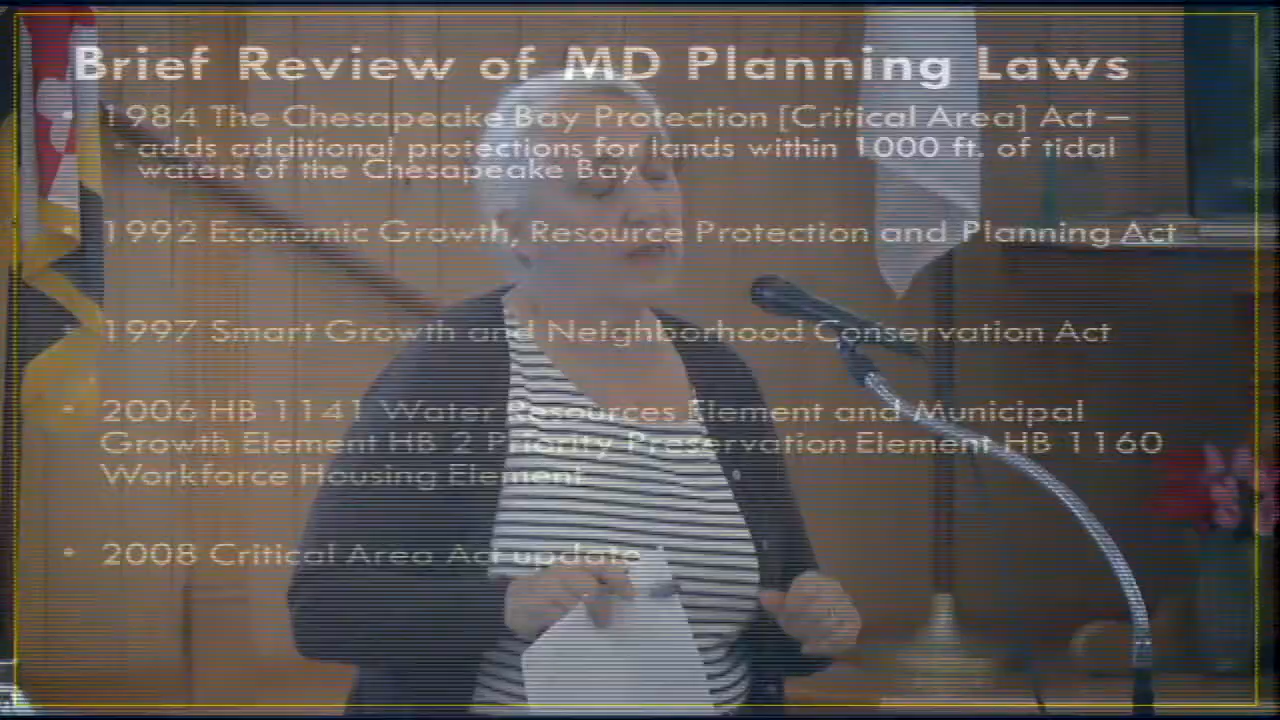 Brief Review of MD Planning Laws
• 1984 The Chesapeake Bay Protection [Critical Area] Act –
• adds additional protections for lands within 1000 ft. of tidal
waters of the Chesapeake Bay
• 1992 Economic Growth, Resource Protection and Planning Act
• 1997 Smart Growth and Neighborhood Conservation Act
• 2006 HB 1141 Water Resources Element and Municipal
Growth Element HB 2 Priority Preservation Element HB 1160
Workforce Housing Element
• 2008 Critical Area Act update